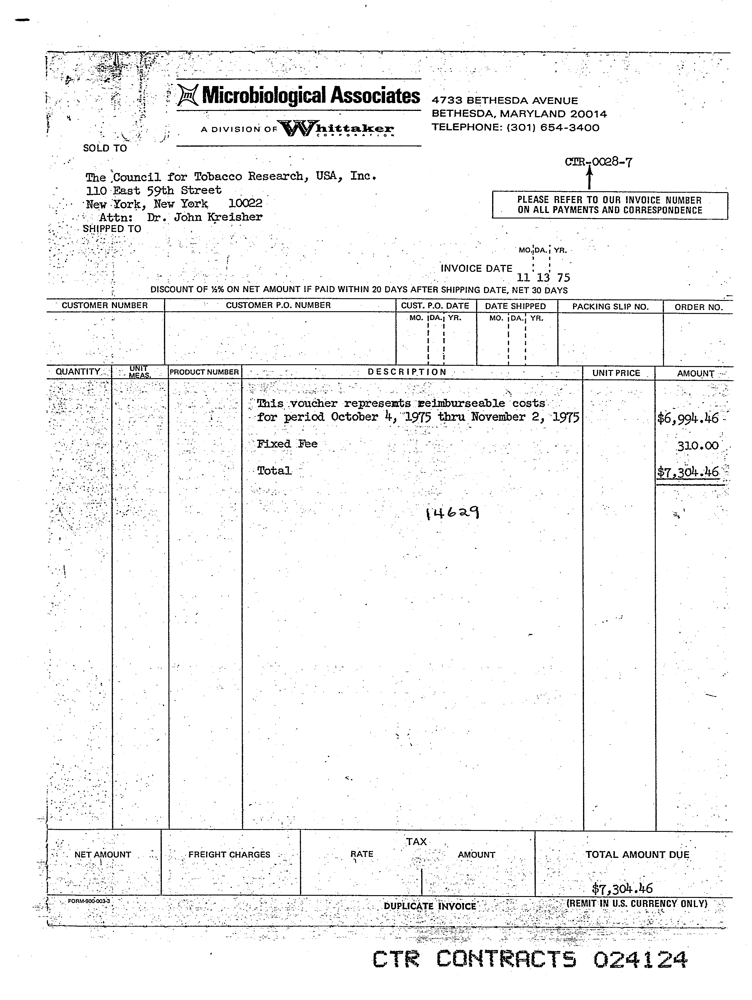 Microbiological Associates
A DIVISION OF Whittaker
CORPORATION
4733 BETHESDA AVENUE
BETHESDA, MARYLAND 20014
TELEPHONE: (301) 654-3400
SOLD TO
The Council for Tobacco Research, USA, Inc.
110 East 59th Street
New York, New York 10022
Attn: Dr. John Kreisher
SHIPPED TO
CTR-0028-7
PLEASE REFER TO OUR INVOICE NUMBER
ON ALL PAYMENTS AND CORRESPONDENCE
MO. DA. YR.
INVOICE DATE 11 13 75
DISCOUNT OF ½% ON NET AMOUNT IF PAID WITHIN 20 DAYS AFTER SHIPPING DATE, NET 30 DAYS
CUSTOMER NUMBER CUSTOMER P.O. NUMBER CUST. P.O. DATE DATE SHIPPED PACKING SLIP NO. ORDER NO.
MO. DA. YR. MO. DA. YR.
QUANTITY UNIT MEAS. PRODUCT NUMBER DESCRIPTION UNIT PRICE AMOUNT
This voucher represents reimburseable costs
for period October 4, 1975 thru November 2, 1975 $6,994.46
Fixed Fee 310.00
Total $7,304.46
14629
TAX
NET AMOUNT FREIGHT CHARGES RATE AMOUNT TOTAL AMOUNT DUE
$7,304.46
FORM-900-003-3 DUPLICATE INVOICE (REMIT IN U.S. CURRENCY ONLY)
CTR CONTRACTS 024124